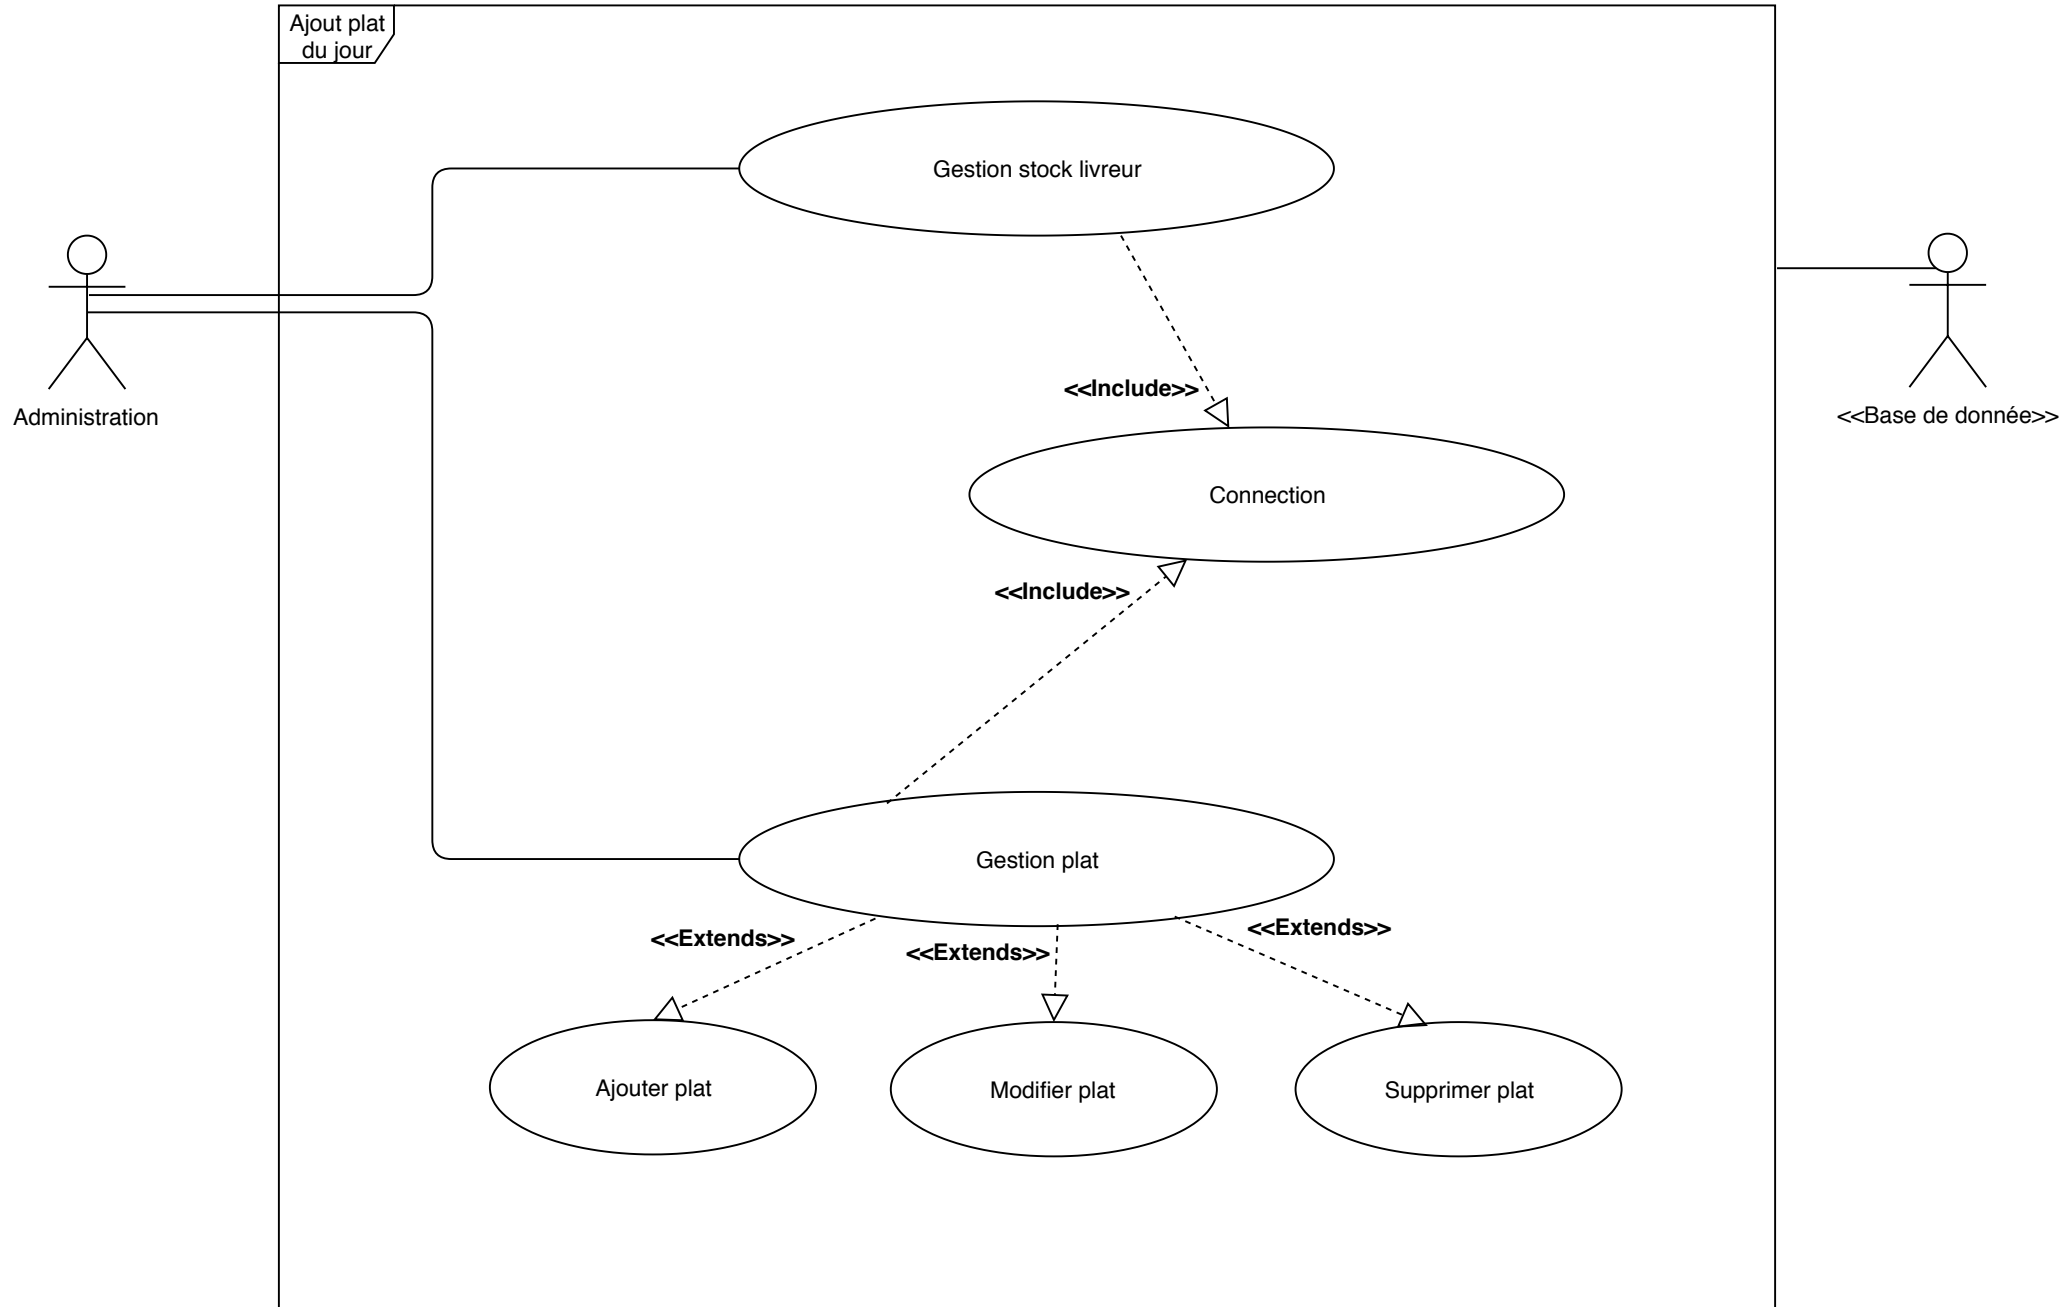 Ajout plat
du jour
Gestion stock livreur
<<Include>>
Administration
<<Base de donnée>>
Connection
<<Include>>
Gestion plat
<<Extends>>
<<Extends>>
<<Extends>>
Ajouter plat
Modifier plat
Supprimer plat